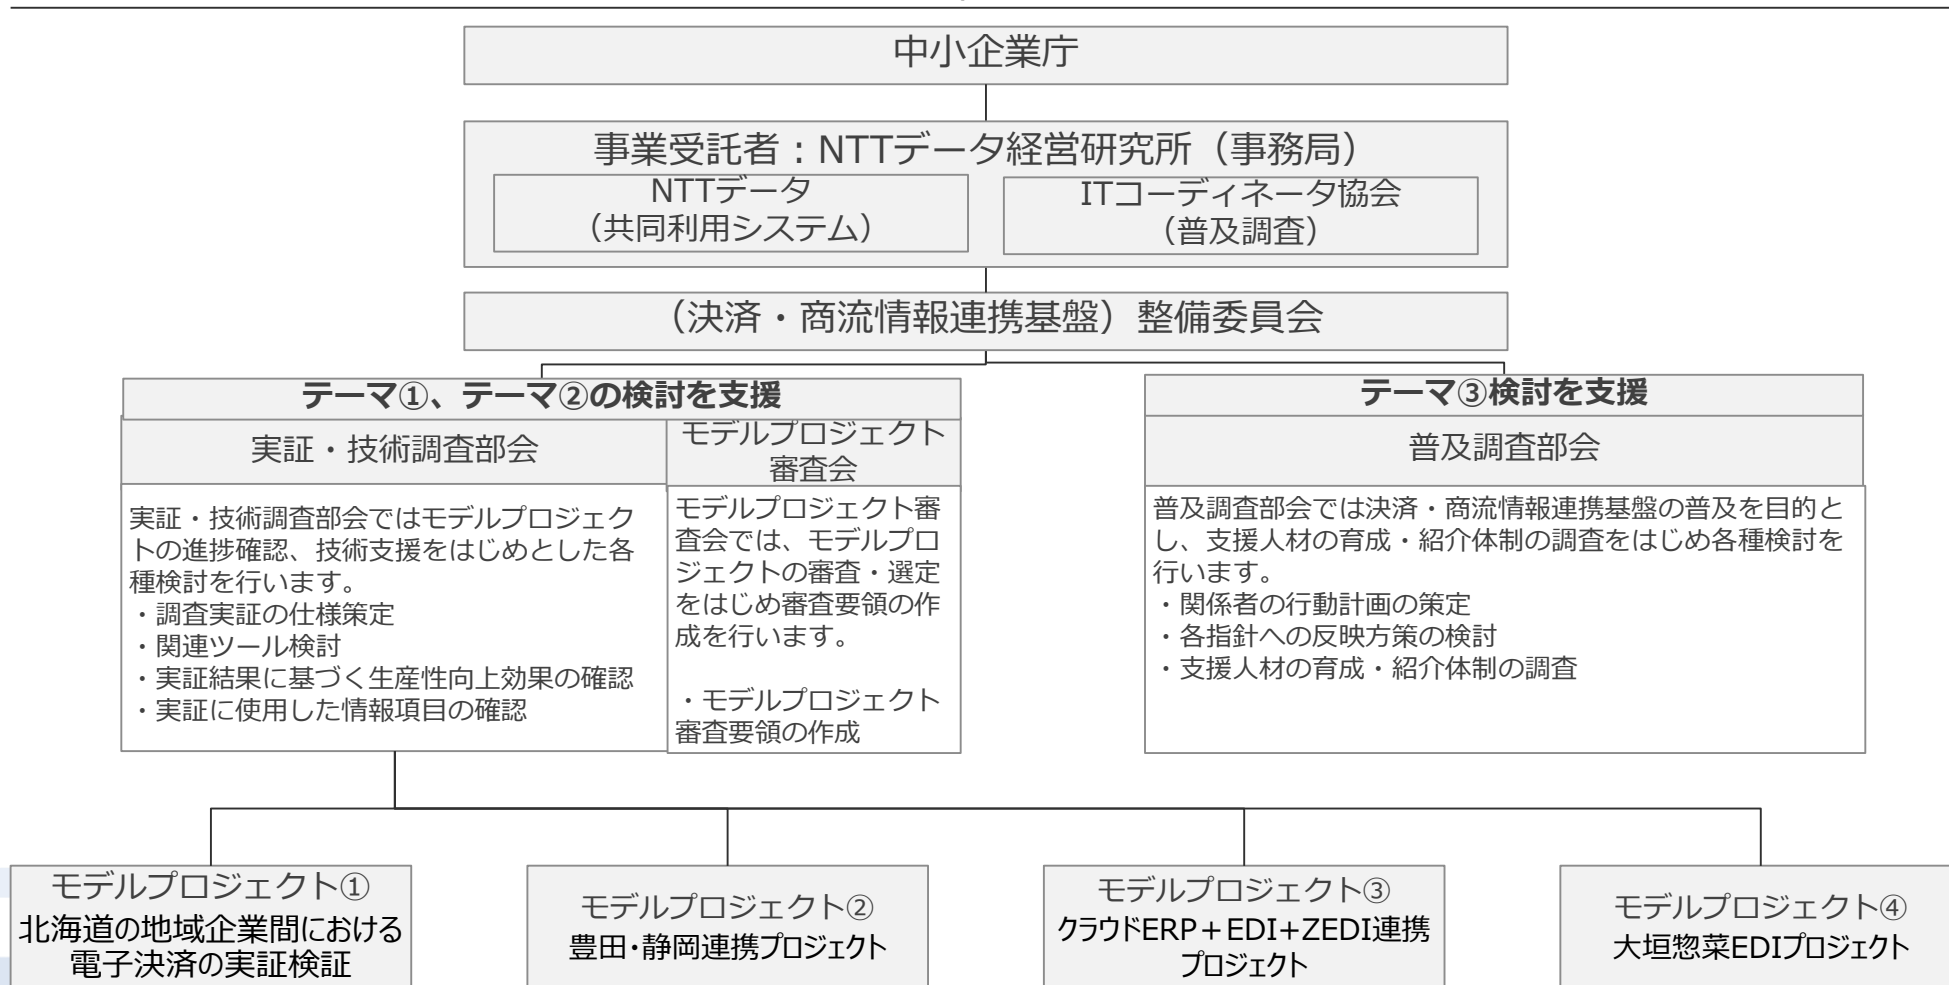 中小企業庁
事業受託者：NTTデータ経営研究所（事務局）
NTTデータ
（共同利用システム）
ITコーディネータ協会
（普及調査）
（決済・商流情報連携基盤）整備委員会
テーマ①、テーマ②の検討を支援
実証・技術調査部会
モデルプロジェクト
審査会
実証・技術調査部会ではモデルプロジェク
トの進捗確認、技術支援をはじめとした各
種検討を行います。
・調査実証の仕様策定
・関連ツール検討
・実証結果に基づく生産性向上効果の確認
・実証に使用した情報項目の確認
モデルプロジェクト審
査会では、モデルプロ
ジェクトの審査・選定
をはじめ審査要領の作
成を行います。
・モデルプロジェクト
審査要領の作成
テーマ③検討を支援
普及調査部会
普及調査部会では決済・商流情報連携基盤の普及を目的と
し、支援人材の育成・紹介体制の調査をはじめ各種検討を
行います。
・関係者の行動計画の策定
・各指針への反映方策の検討
・支援人材の育成・紹介体制の調査
モデルプロジェクト①
北海道の地域企業間における
電子決済の実証検証
モデルプロジェクト②
豊田・静岡連携プロジェクト
モデルプロジェクト③
クラウドERP＋EDI+ZEDI連携
プロジェクト
モデルプロジェクト④
大垣惣菜EDIプロジェクト